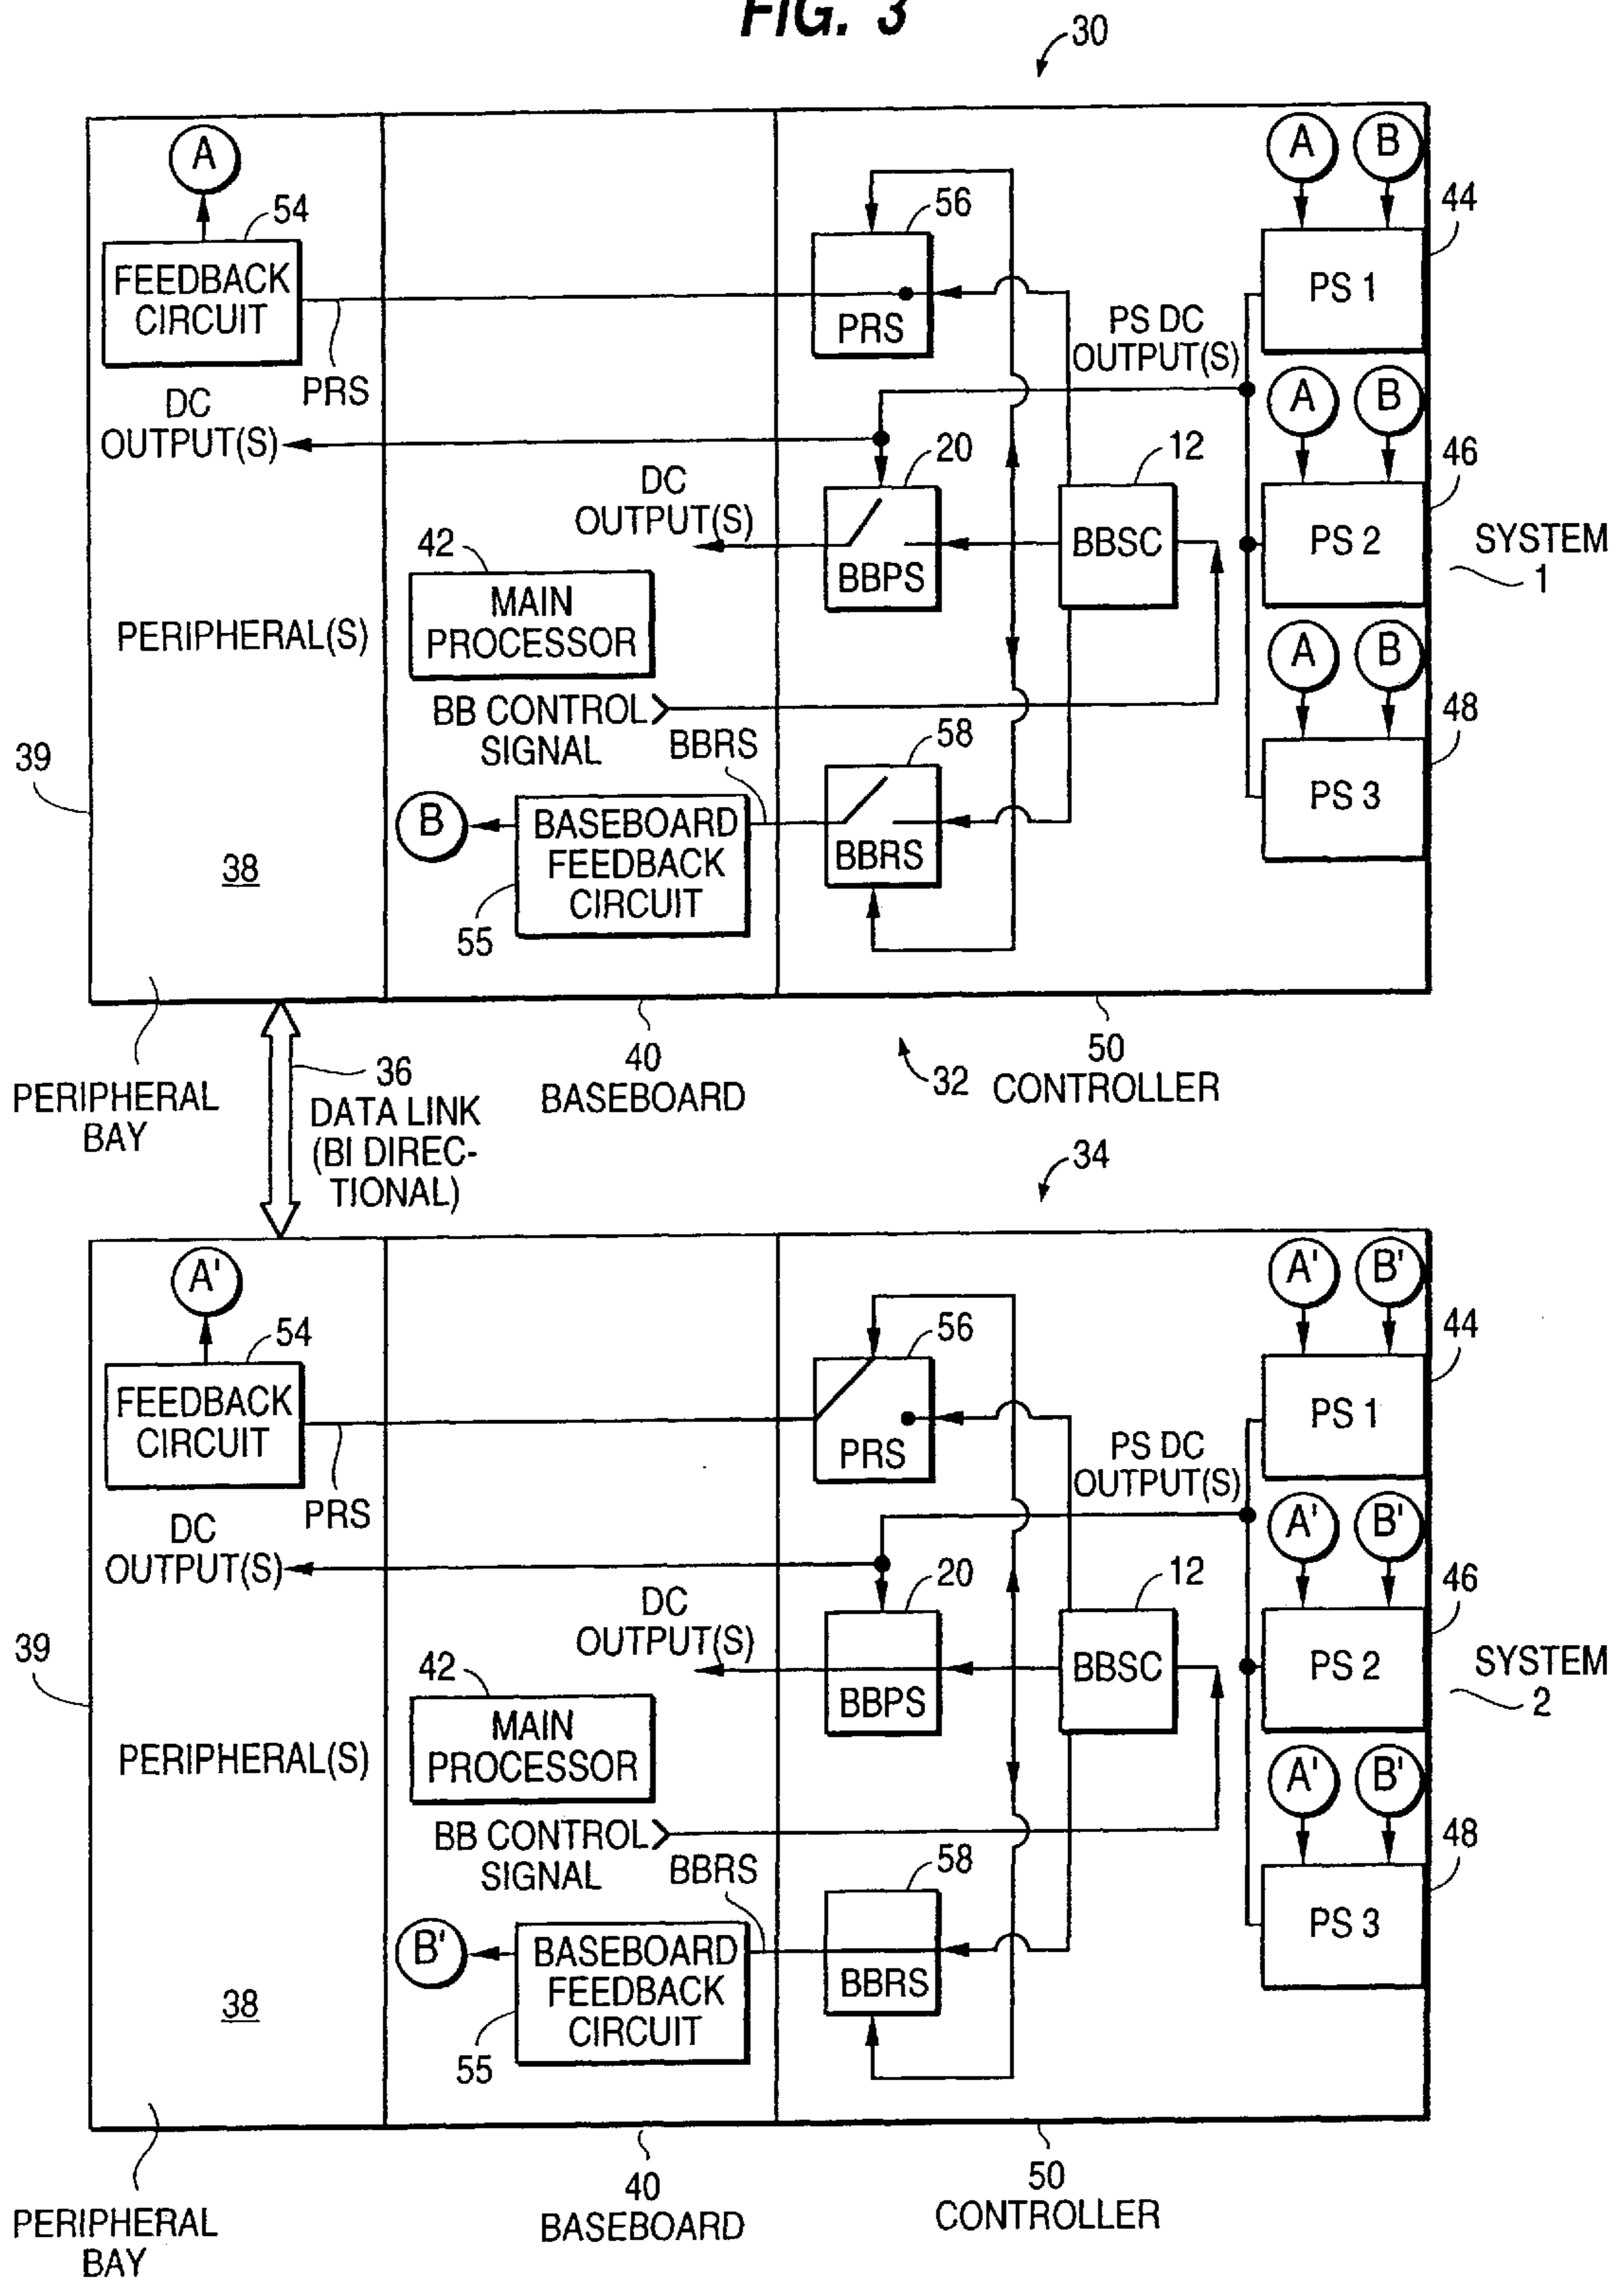 FIG. 3
30
A
A
B
54
56
44
FEEDBACK
CIRCUIT
PRS
PS 1
PRS
PS DC
OUTPUT(S)
DC
OUTPUT(S)
A
B
20
12
46
DC
OUTPUT(S)
42
BBPS
BBSC
PS 2
SYSTEM
1
MAIN
PROCESSOR
PERIPHERAL(S)
A
B
BB CONTROL
SIGNAL
BBRS
58
48
39
B
BASEBOARD
FEEDBACK
CIRCUIT
BBRS
PS 3
38
55
PERIPHERAL
BAY
36
DATA LINK
(BI DIREC-
TIONAL)
40
BASEBOARD
32
50
CONTROLLER
34
A'
A'
B'
54
56
44
FEEDBACK
CIRCUIT
PRS
PS 1
PRS
PS DC
OUTPUT(S)
DC
OUTPUT(S)
A'
B'
20
12
46
DC
OUTPUT(S)
39
42
BBPS
BBSC
PS 2
SYSTEM
2
MAIN
PROCESSOR
PERIPHERAL(S)
A'
B'
BB CONTROL
SIGNAL
BBRS
58
48
B'
BASEBOARD
FEEDBACK
CIRCUIT
BBRS
PS 3
38
55
PERIPHERAL
BAY
40
BASEBOARD
50
CONTROLLER